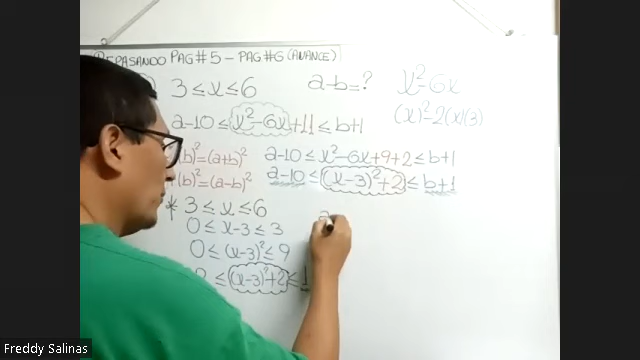 REPASANDO PAG#5 - PAG#6 (AVANCE)
3 ≤ x ≤ 6
a-b=?
x²-6x
(x)²-2(x)(3)
a-10 ≤ x²-6x+11 ≤ b+1
b)²=(a+b)²
a-10 ≤ x²-6x+9+2 ≤ b+1
b)²=(a-b)²
a-10 ≤ (x-3)²+2 ≤ b+1
* 3 ≤ x ≤ 6
0 ≤ x-3 ≤ 3
0 ≤ (x-3)² ≤ 9
≤ (x-3)²+2 ≤ 1
Freddy Salinas